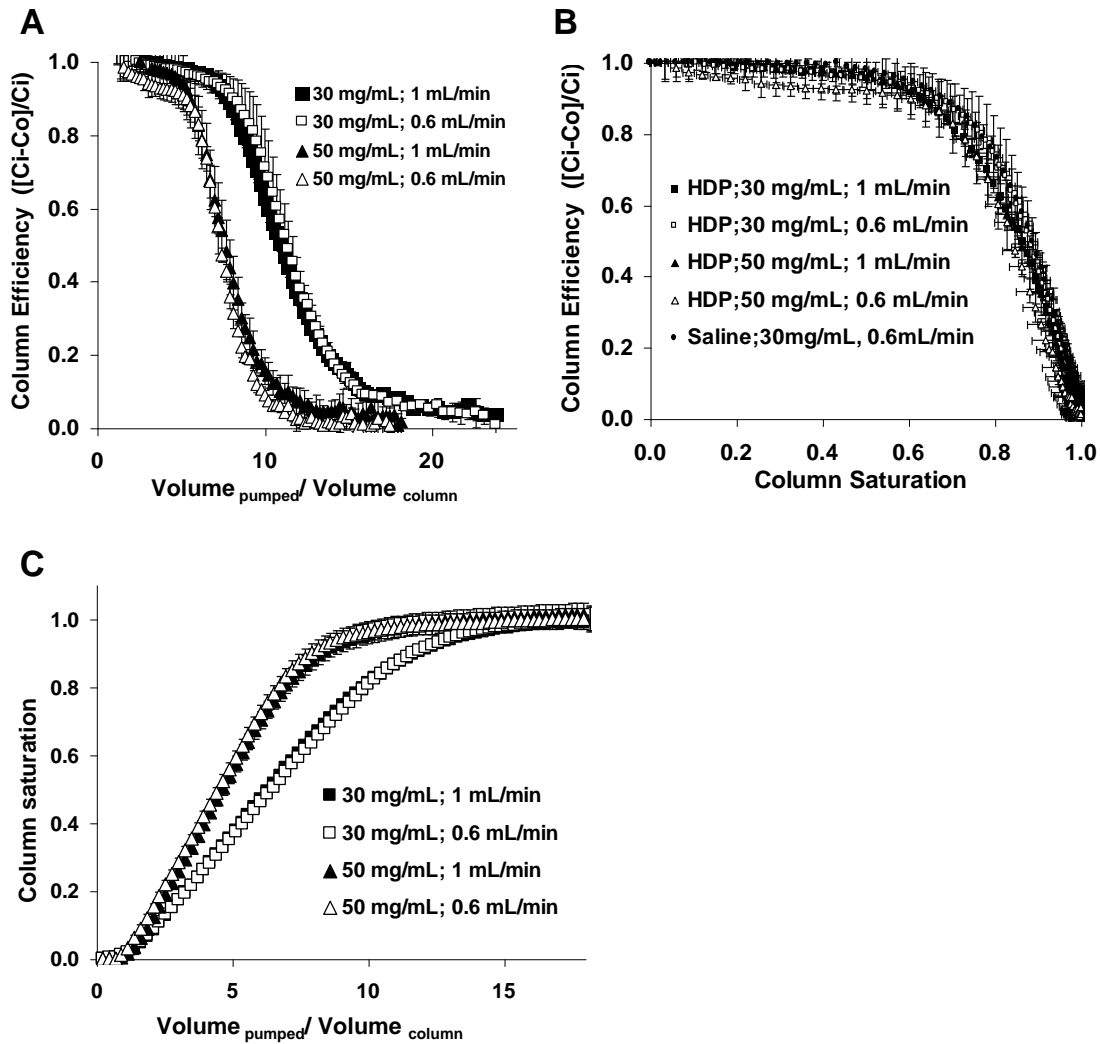 A
Column Efficiency ([Ci-Co]/Ci)
1.0
0.8
0.6
0.4
0.2
0.0
0
10
20
Volume pumped/ Volume column
30 mg/mL; 1 mL/min
30 mg/mL; 0.6 mL/min
50 mg/mL; 1 mL/min
50 mg/mL; 0.6 mL/min
B
Column Efficiency ([Ci-Co]/Ci)
1.0
0.8
0.6
0.4
0.2
0.0
0.0
0.2
0.4
0.6
0.8
1.0
Column Saturation
HDP;30 mg/mL; 1 mL/min
HDP;30 mg/mL; 0.6 mL/min
HDP;50 mg/mL; 1 mL/min
HDP;50 mg/mL; 0.6 mL/min
Saline;30mg/mL, 0.6mL/min
C
Column saturation
1.0
0.8
0.6
0.4
0.2
0.0
0
5
10
15
Volume pumped/ Volume column
30 mg/mL; 1 mL/min
30 mg/mL; 0.6 mL/min
50 mg/mL; 1 mL/min
50 mg/mL; 0.6 mL/min